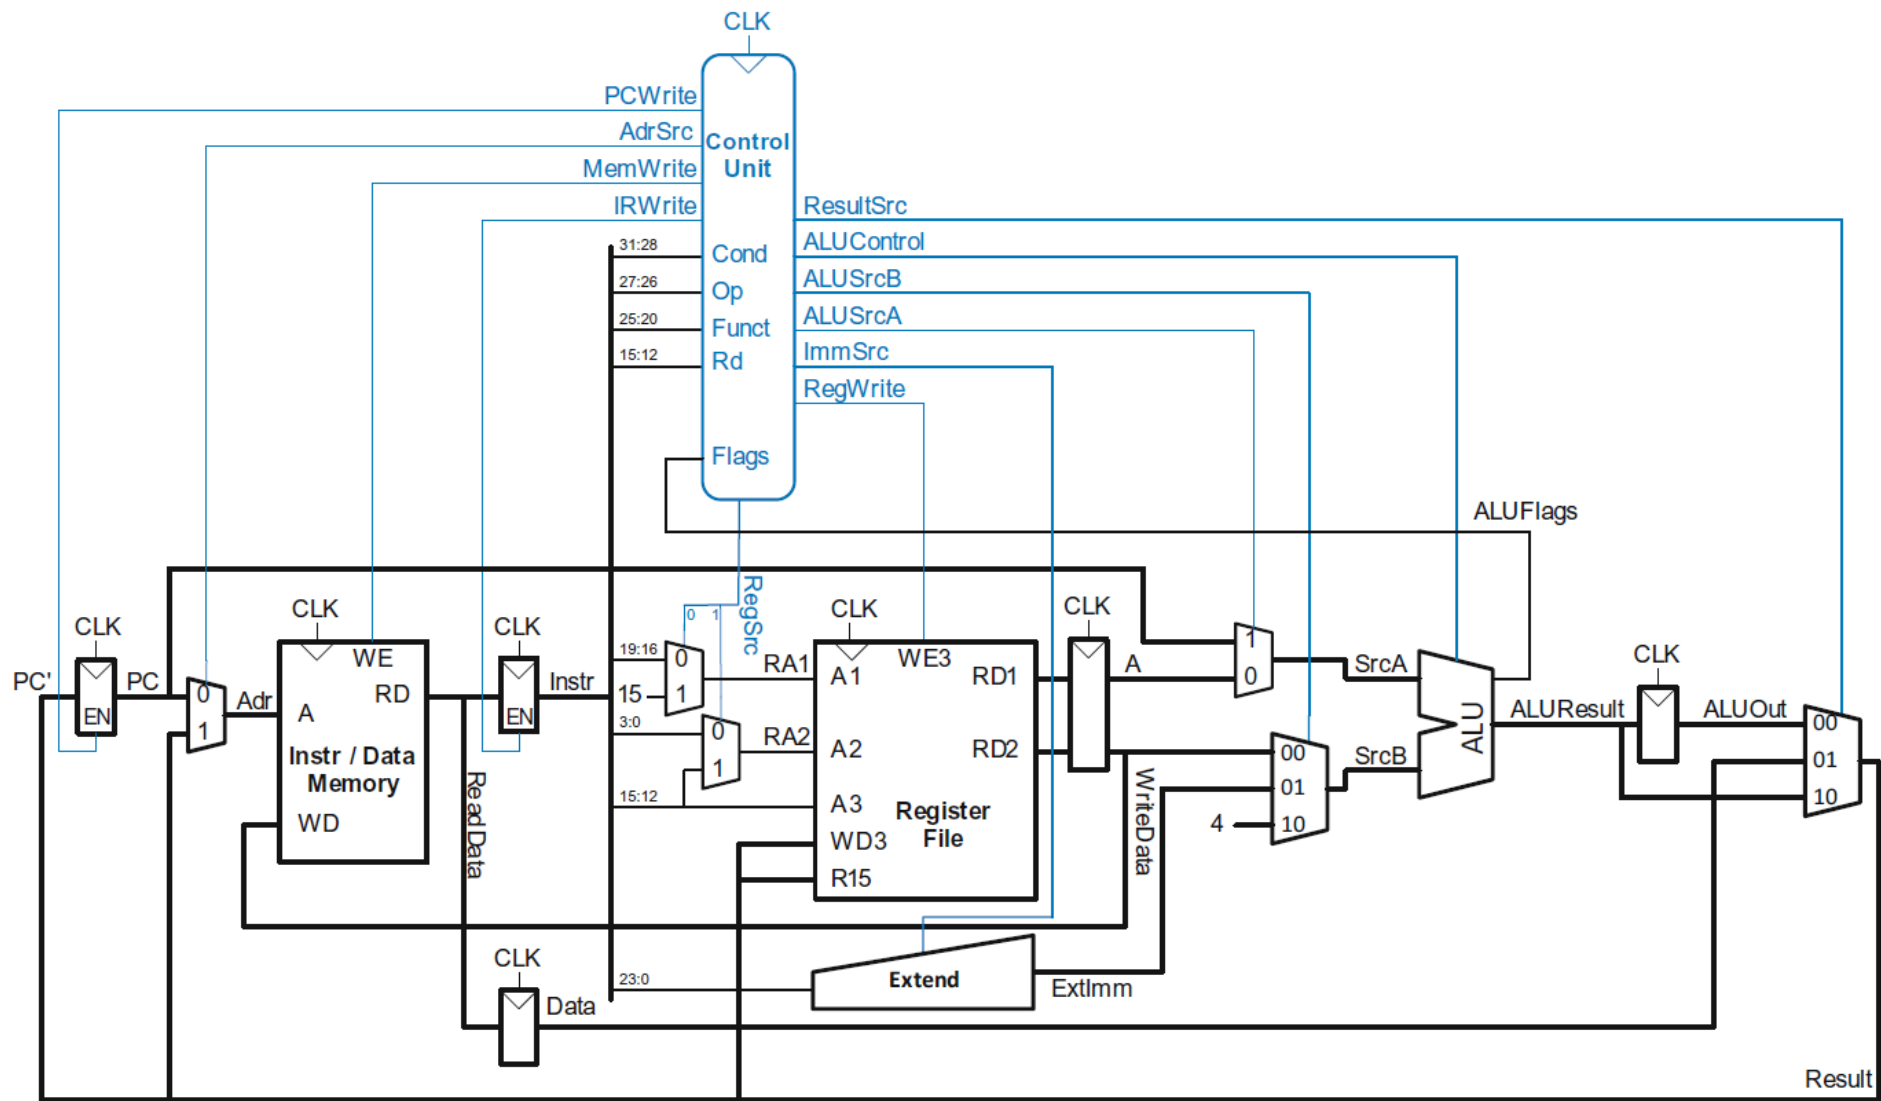 CLK
PCWrite
AdrSrc
MemWrite
IRWrite
Control
Unit
ResultSrc
ALUControl
ALUSrcB
ALUSrcA
ImmSrc
RegWrite
31:28
Cond
27:26
Op
25:20
Funct
15:12
Rd
Flags
ALUFlags
RegSrc
0 1
CLK
PC'
EN
PC
0
1
Adr
CLK
WE
RD
A
Instr / Data
Memory
WD
ReadData
CLK
EN
Instr
19:16
15
3:0
15:12
23:0
0
1
0
1
RA1
RA2
CLK
WE3
A1
RD1
A2
RD2
A3
Register
File
WD3
R15
CLK
A
WriteData
1
0
00
01
4
10
SrcA
SrcB
ALU
ALUResult
CLK
ALUOut
00
01
10
Extend
ExtImm
CLK
Data
Result